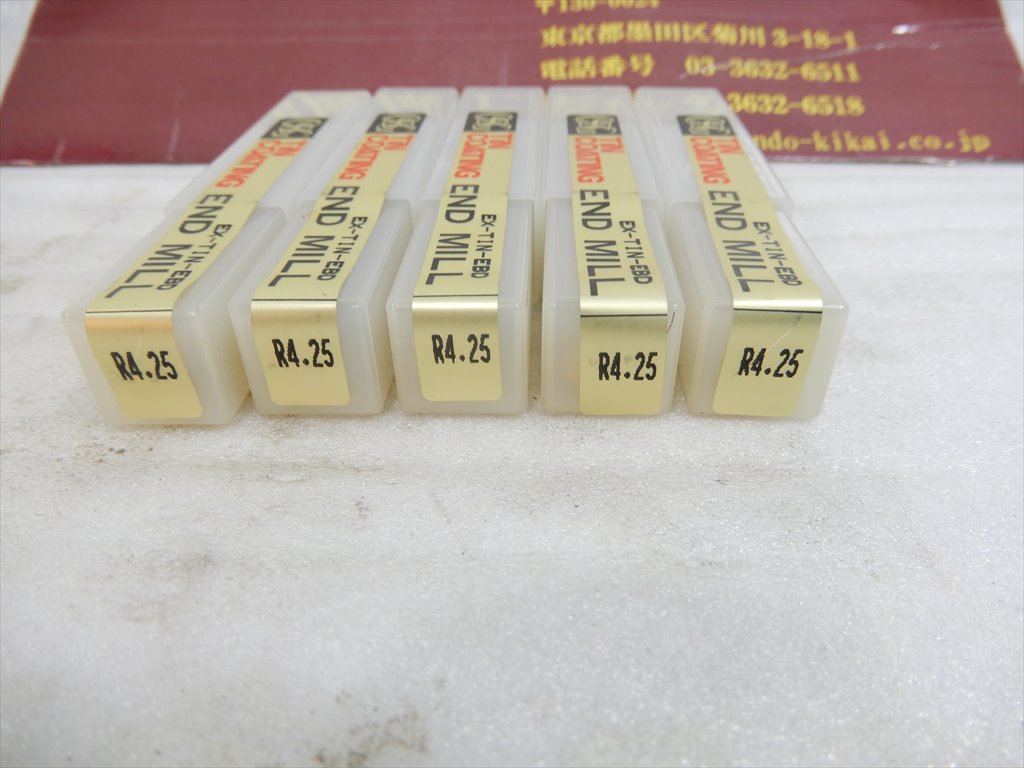 〒130-0024
東京都墨田区菊川 3-18-1
電話番号 03-3632-6511
3632-6518
ndo-kikai.co.jp
OSG
TIN
COATING
END MILL
EX-TIN-EBD
R4.25
OSG
TIN
COATING
END MILL
EX-TIN-EBD
R4.25
OSG
TIN
COATING
END MILL
EX-TIN-EBD
R4.25
OSG
TIN
COATING
END MILL
EX-TIN-EBD
R4.25
OSG
TIN
COATING
END MILL
EX-TIN-EBD
R4.25